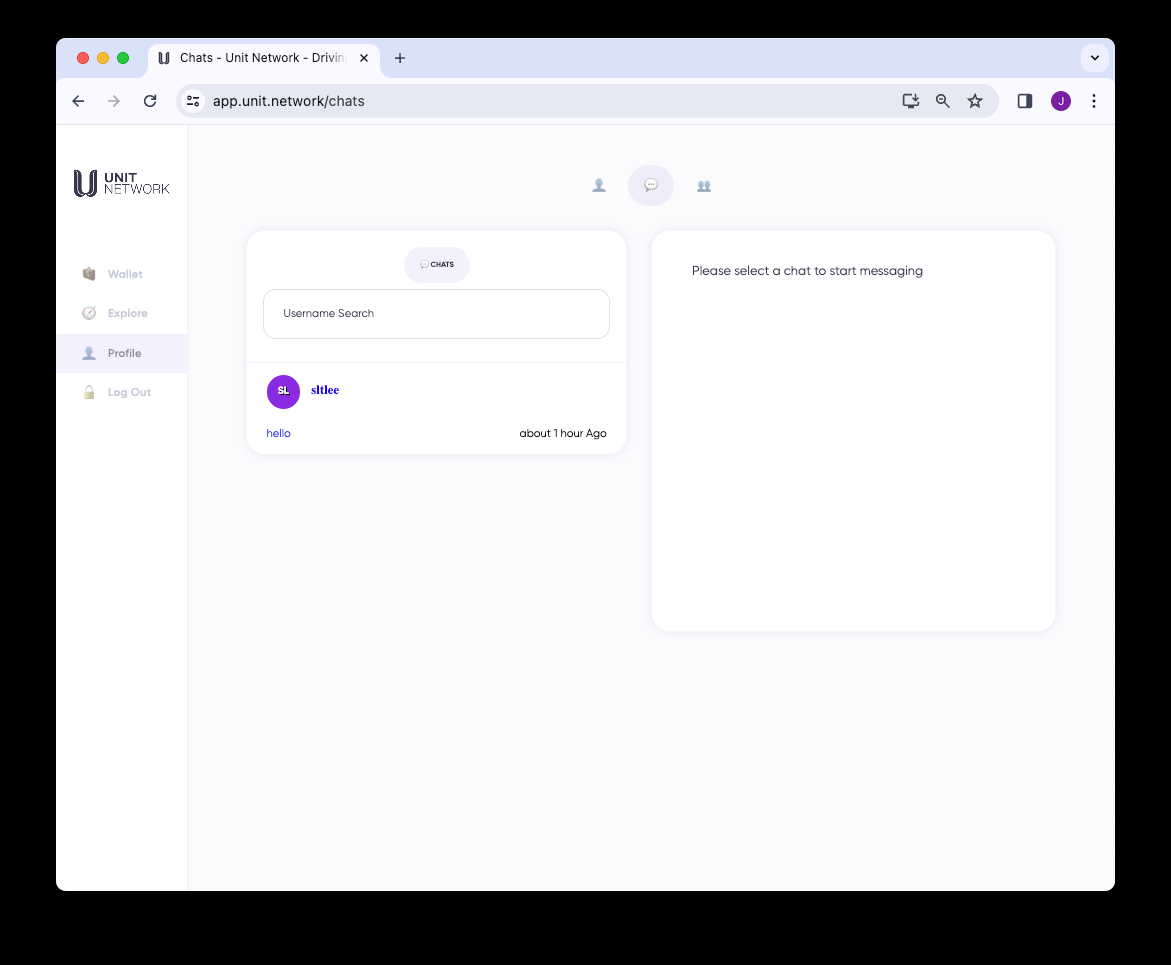 Chats - Unit Network - Driving
app.unit.network/chats
J
UNIT
NETWORK
Wallet
Explore
Profile
Log Out
CHATS
Username Search
SL
sltlee
hello
about 1 hour Ago
Please select a chat to start messaging